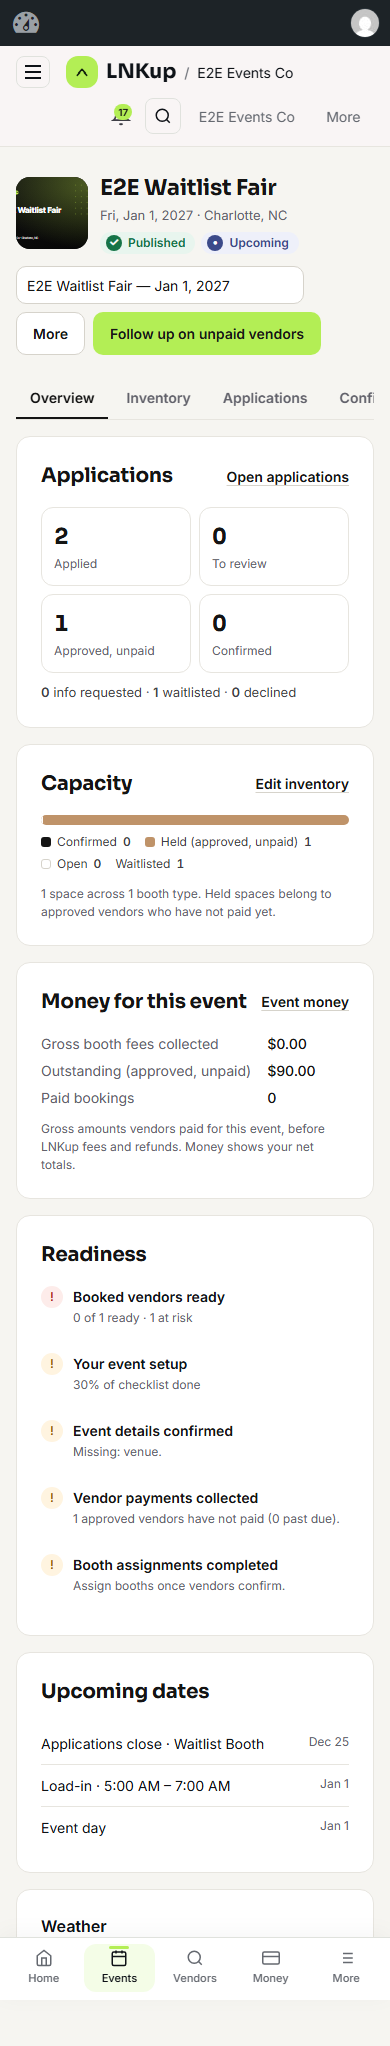 LNKup / E2E Events Co
17
E2E Events Co More
Waitlist Fair
E2E Waitlist Fair
Fri, Jan 1, 2027 · Charlotte, NC
Published Upcoming
E2E Waitlist Fair — Jan 1, 2027
More Follow up on unpaid vendors
Overview Inventory Applications Confi
Applications Open applications
2 0
Applied To review
1 0
Approved, unpaid Confirmed
0 info requested · 1 waitlisted · 0 declined
Capacity Edit inventory
Confirmed 0 Held (approved, unpaid) 1
Open 0 Waitlisted 1
1 space across 1 booth type. Held spaces belong to
approved vendors who have not paid yet.
Money for this event Event money
Gross booth fees collected $0.00
Outstanding (approved, unpaid) $90.00
Paid bookings 0
Gross amounts vendors paid for this event, before
LNKup fees and refunds. Money shows your net
totals.
Readiness
! Booked vendors ready
0 of 1 ready · 1 at risk
! Your event setup
30% of checklist done
! Event details confirmed
Missing: venue.
! Vendor payments collected
1 approved vendors have not paid (0 past due).
! Booth assignments completed
Assign booths once vendors confirm.
Upcoming dates
Applications close · Waitlist Booth Dec 25
Load-in · 5:00 AM – 7:00 AM Jan 1
Event day Jan 1
Weather
Home Events Vendors Money More